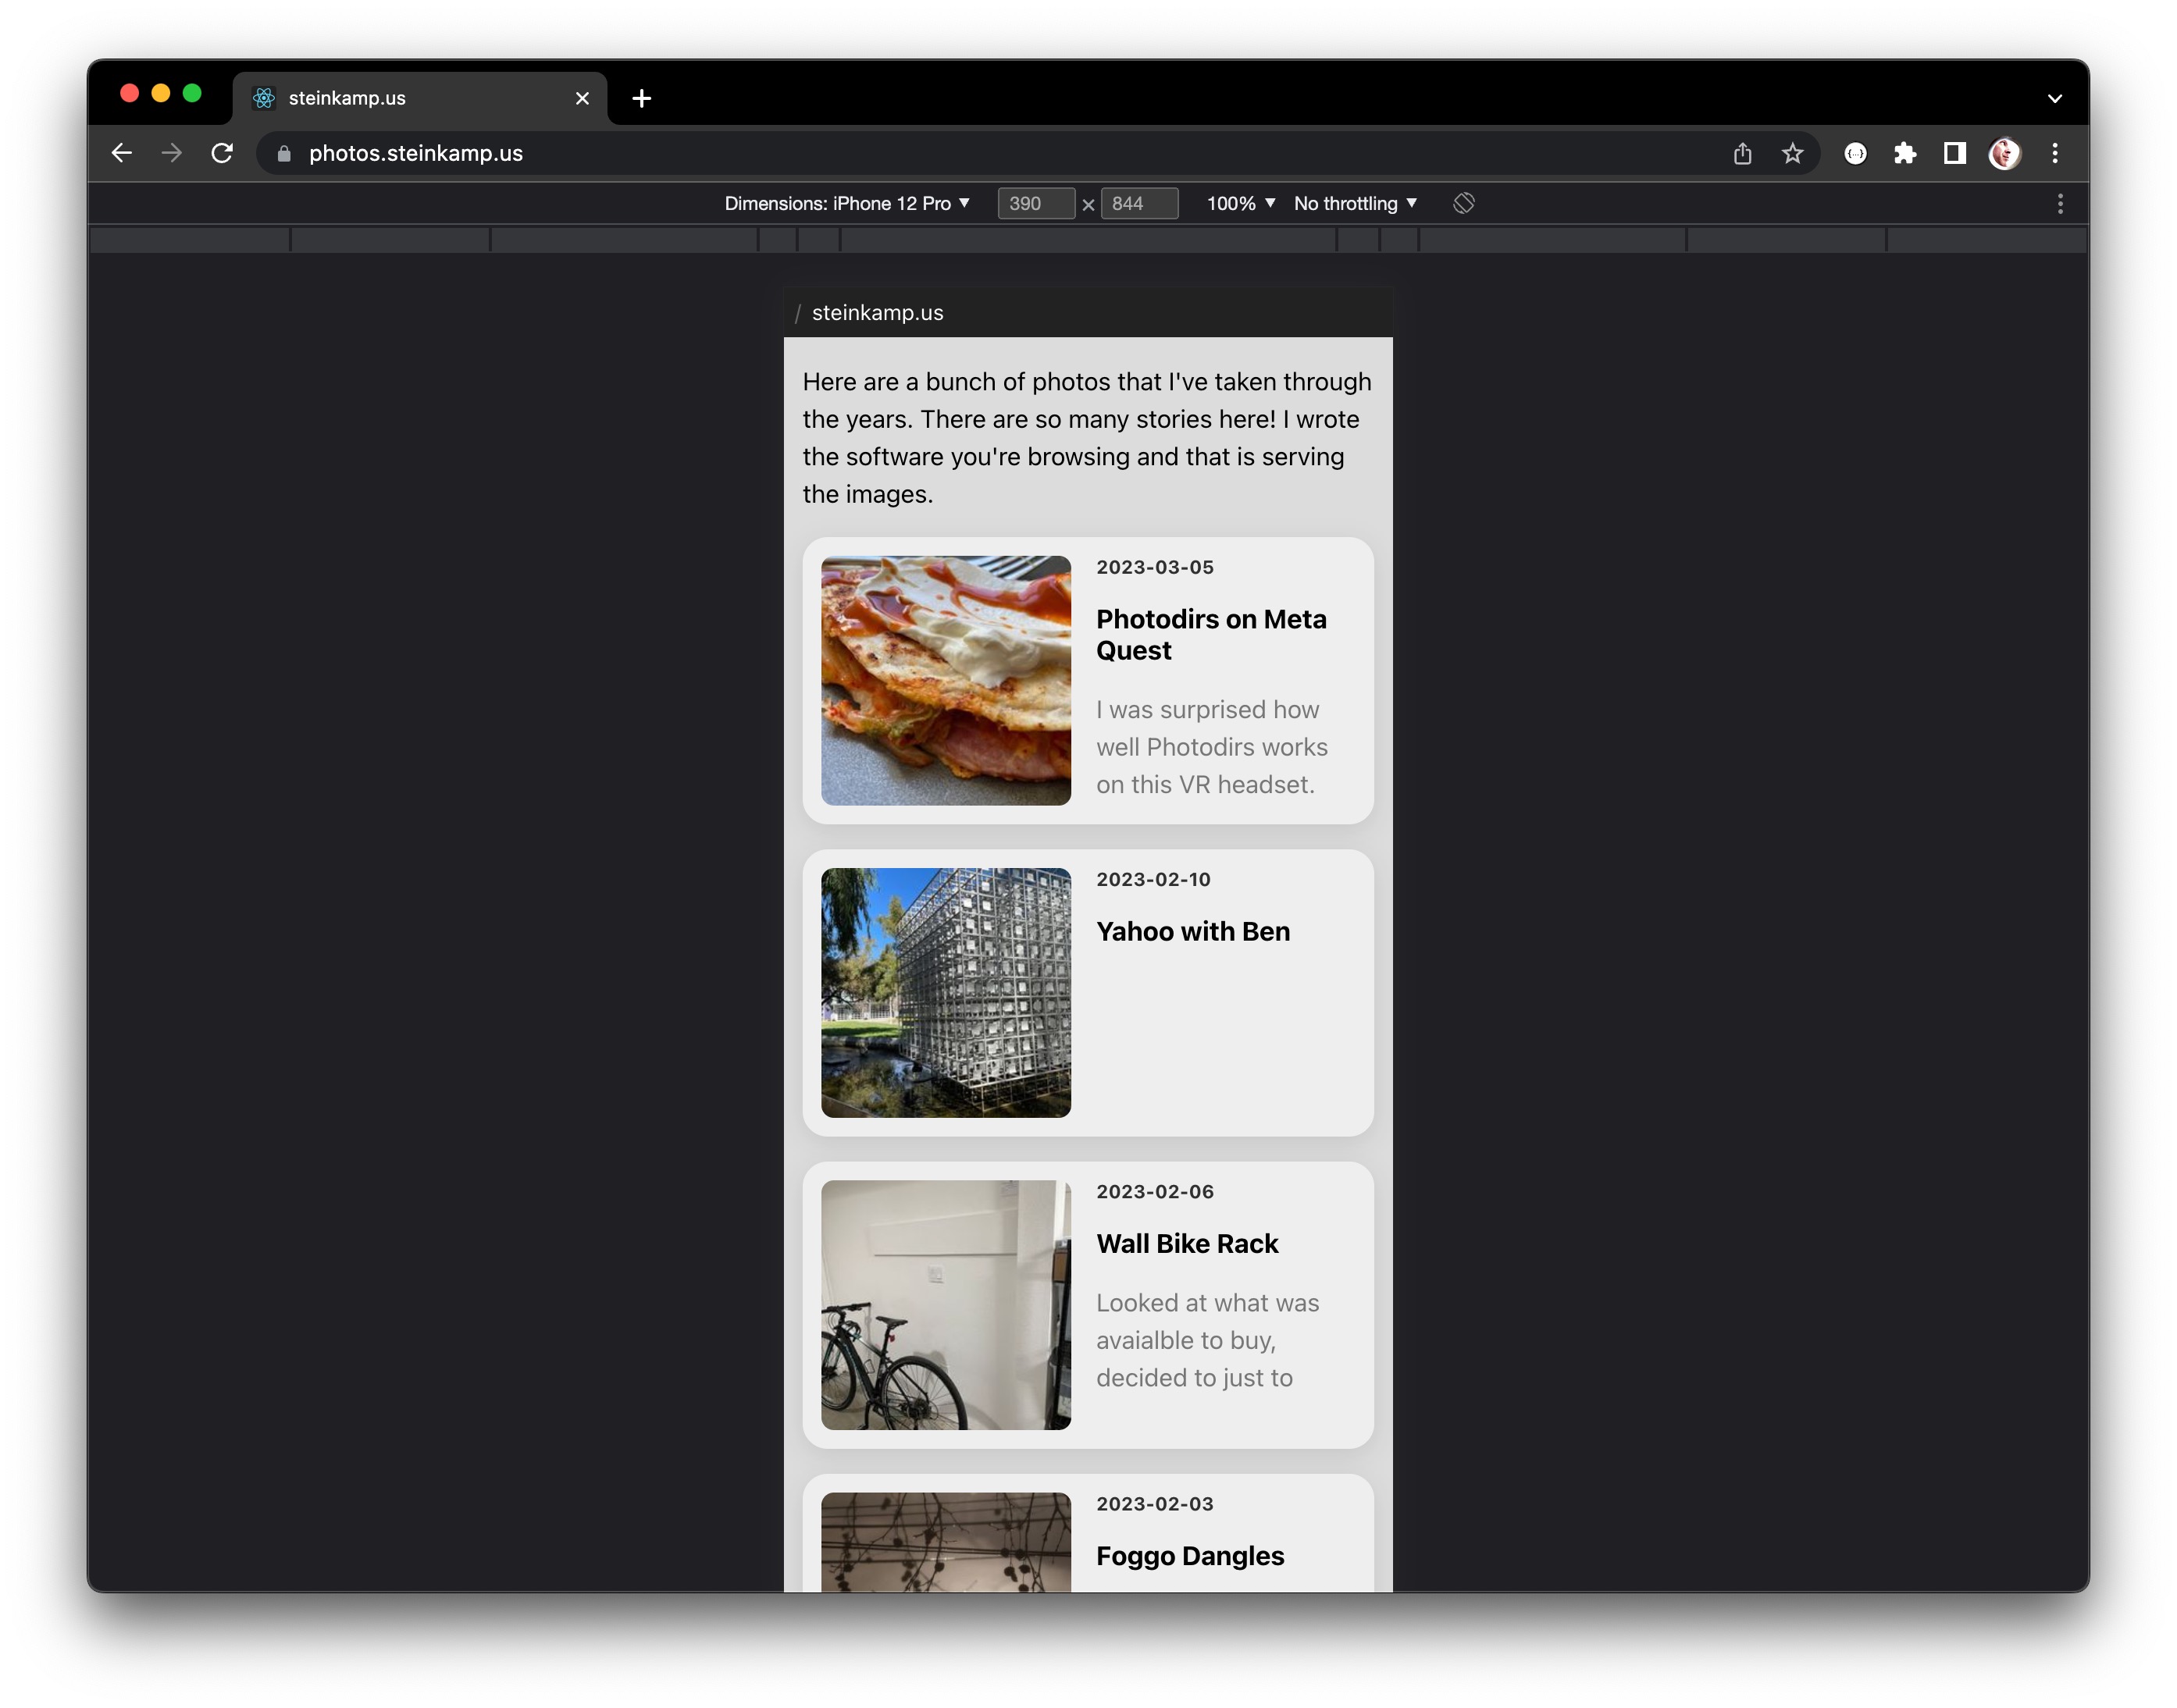 steinkamp.us
photos.steinkamp.us
Dimensions: iPhone 12 Pro ▼ 390 × 844 100% ▼ No throttling ▼
/ steinkamp.us
Here are a bunch of photos that I've taken through
the years. There are so many stories here! I wrote
the software you're browsing and that is serving
the images.
2023-03-05
Photodirs on Meta
Quest
I was surprised how
well Photodirs works
on this VR headset.
2023-02-10
Yahoo with Ben
2023-02-06
Wall Bike Rack
Looked at what was
avaialble to buy,
decided to just to
2023-02-03
Foggo Dangles